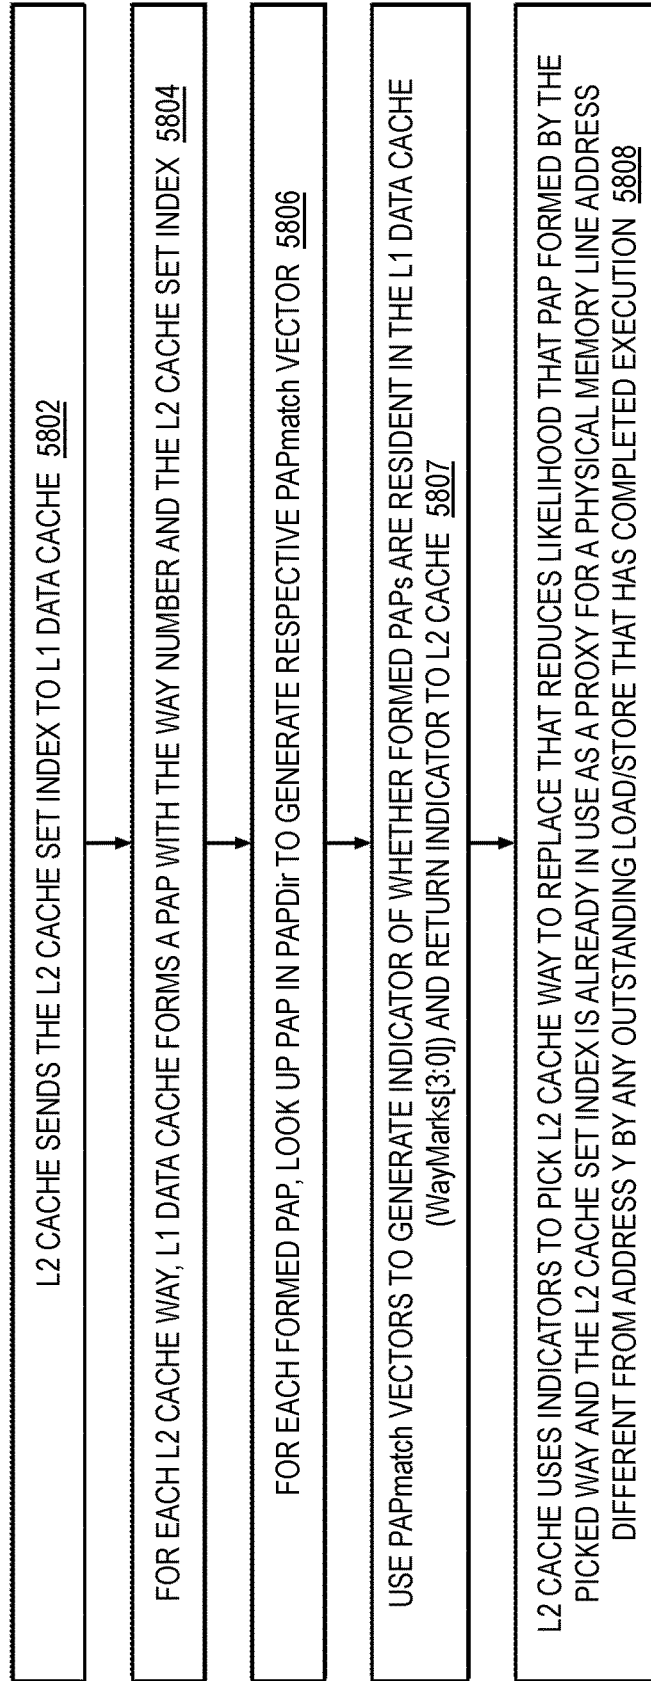 L2 CACHE SENDS THE L2 CACHE SET INDEX TO L1 DATA CACHE 5802
FOR EACH L2 CACHE WAY, L1 DATA CACHE FORMS A PAP WITH THE WAY NUMBER AND THE L2 CACHE SET INDEX 5804
FOR EACH FORMED PAP, LOOK UP PAP IN PAPDir TO GENERATE RESPECTIVE PAPmatch VECTOR 5806
USE PAPmatch VECTORS TO GENERATE INDICATOR OF WHETHER FORMED PAPs ARE RESIDENT IN THE L1 DATA CACHE
(WayMarks[3:0]) AND RETURN INDICATOR TO L2 CACHE 5807
L2 CACHE USES INDICATORS TO PICK L2 CACHE WAY TO REPLACE THAT REDUCES LIKELIHOOD THAT PAP FORMED BY THE
PICKED WAY AND THE L2 CACHE SET INDEX IS ALREADY IN USE AS A PROXY FOR A PHYSICAL MEMORY LINE ADDRESS
DIFFERENT FROM ADDRESS Y BY ANY OUTSTANDING LOAD/STORE THAT HAS COMPLETED EXECUTION 5808